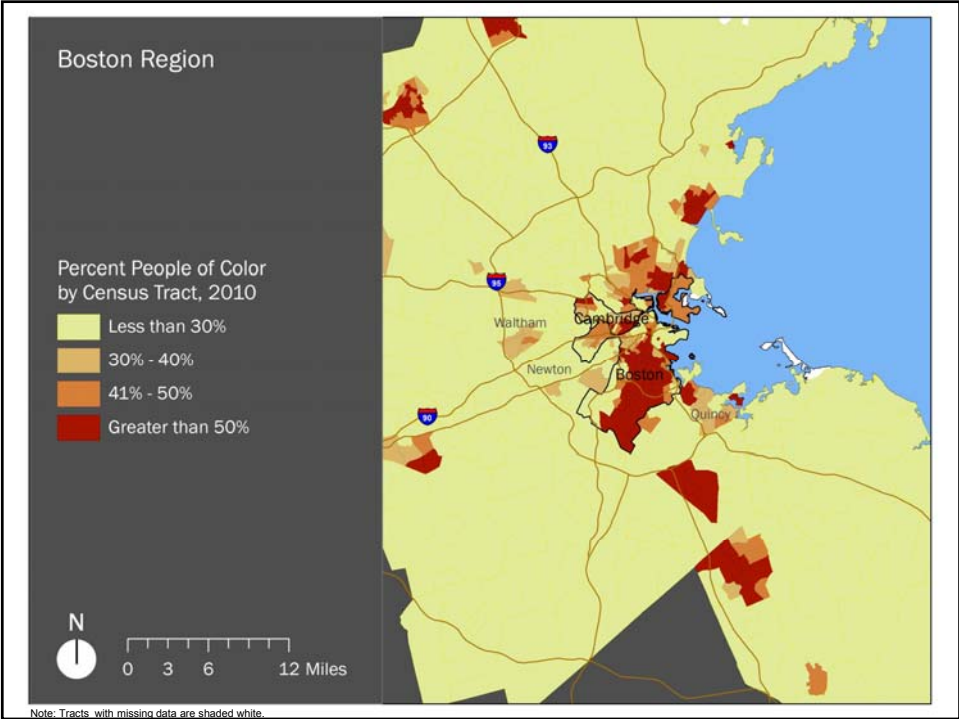 Boston Region
Percent People of Color
by Census Tract, 2010
Less than 30%
30% - 40%
41% - 50%
Greater than 50%
N
0 3 6 12 Miles
93
95
Waltham
Cambridge
Newton
Boston
90
Quincy
Note: Tracts with missing data are shaded white.